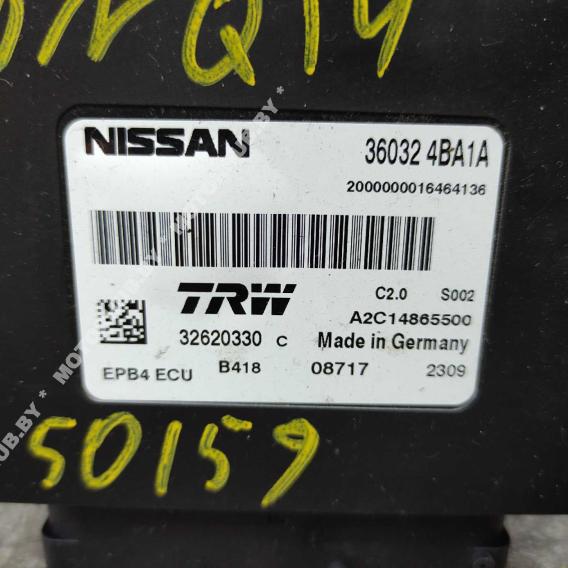 QIU
NISSAN 36032 4BA1A
2000000016464136
TRW C2.0 S002
A2C14865500
32620330 C Made in Germany
EPB4 ECU B418 08717 2309
50159